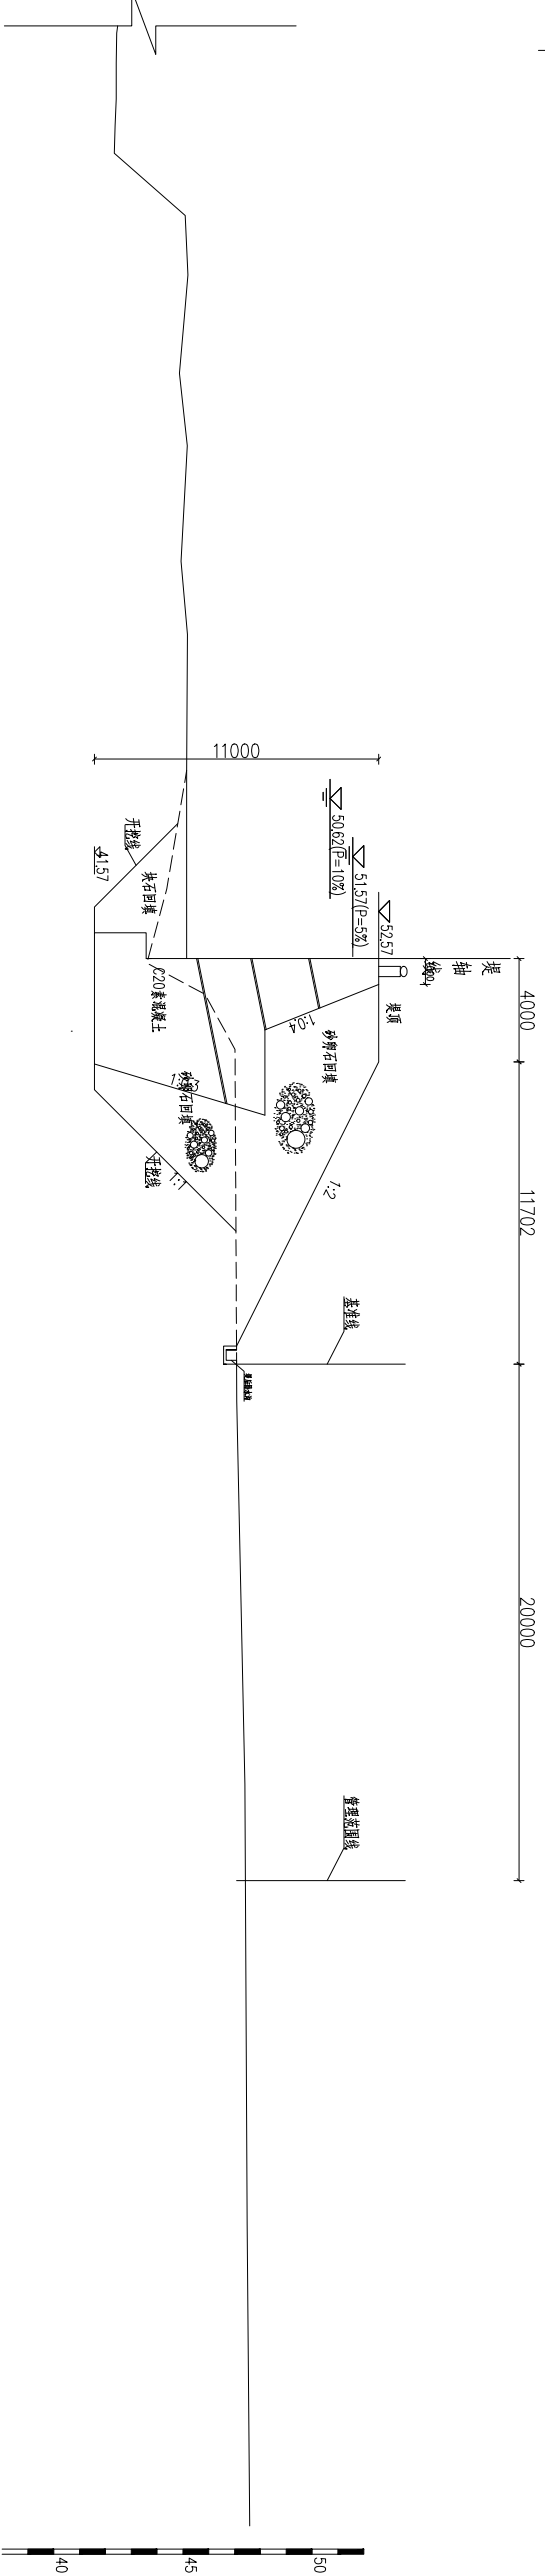 11000
50.62(P=10%)
51.57(P=5%)
52.57
堤轴线
4000
堤顶
开挖线
块石回填
41.57
C20素混凝土
1:0.4
砂卵石回填
砂卵石回填
开挖线
1:1
1:2
11702
基准线
20000
管理范围线
40
45
50